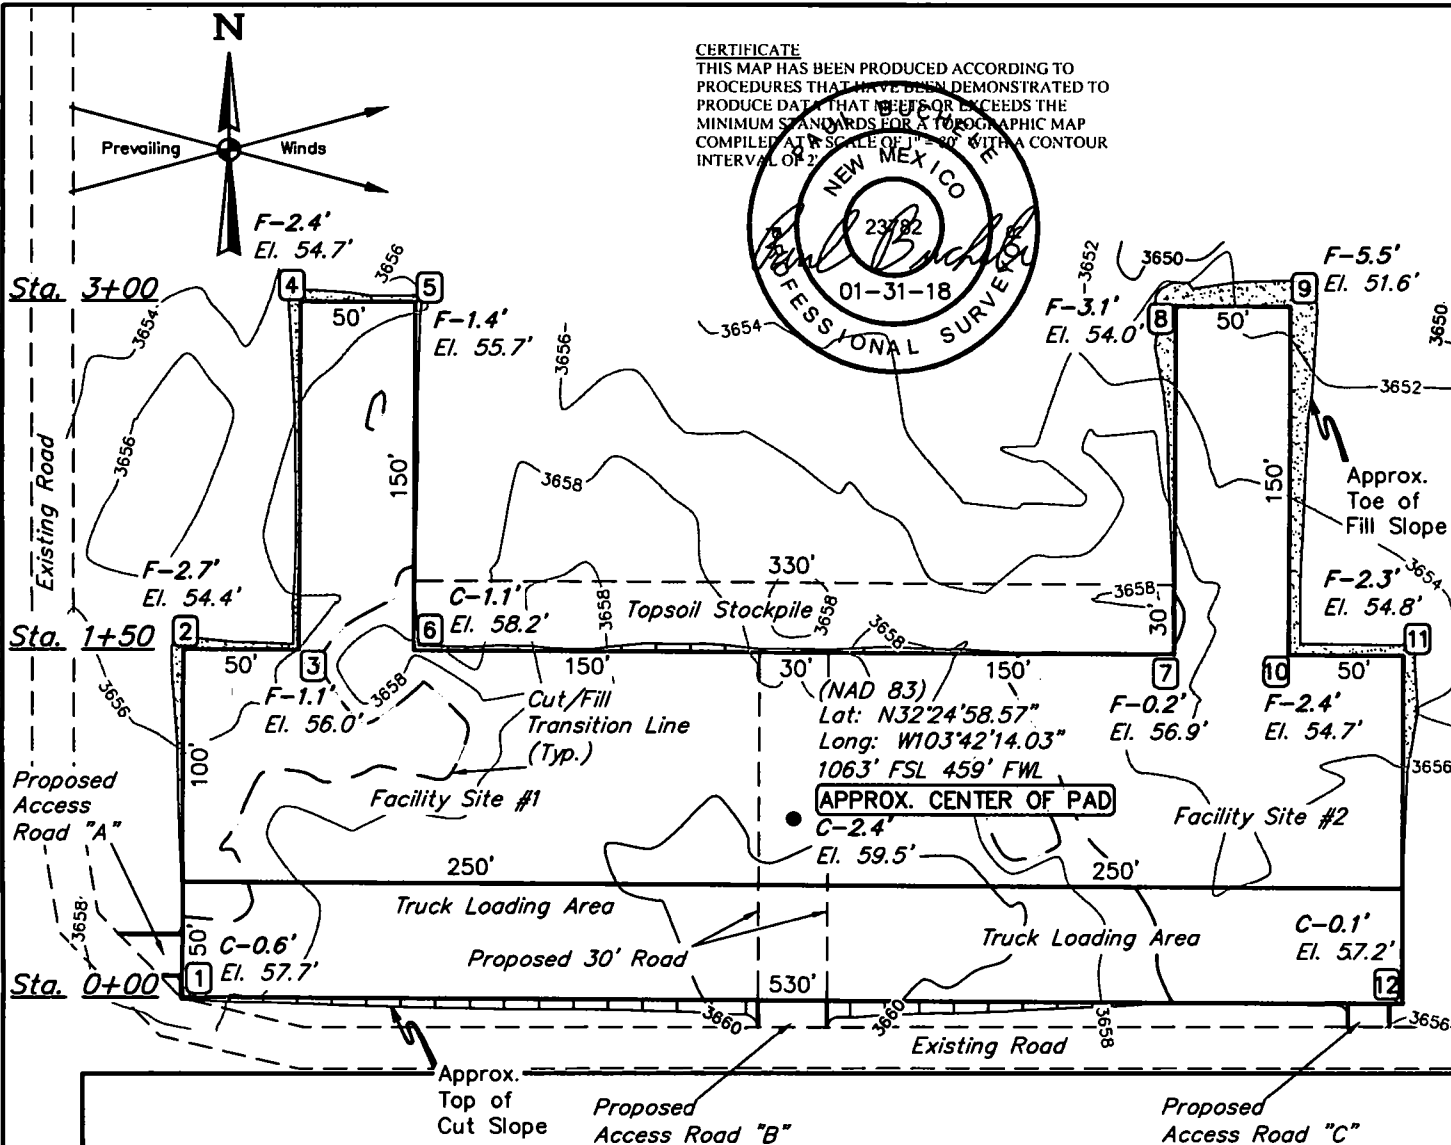 N
Prevailing Winds
CERTIFICATE
THIS MAP HAS BEEN PRODUCED ACCORDING TO
PROCEDURES THAT HAVE BEEN DEMONSTRATED TO
PRODUCE DATA THAT MEETS OR EXCEEDS THE
MINIMUM STANDARDS FOR A TOPOGRAPHIC MAP
COMPILED AT A SCALE OF 1" = WITH A CONTOUR
INTERVAL OF 2'
PAUL BUCHELE
NEW MEXICO
23782
01-31-18
PROFESSIONAL SURVEYOR
F-2.4'
El. 54.7'
Sta. 3+00
4
5
50'
3656
F-1.4'
El. 55.7'
3654
3656
3656
3654
3652
3650
F-3.1'
El. 54.0'
8
50'
9
F-5.5'
El. 51.6'
3650
3652
Existing Road
150'
3658
150'
Approx.
Toe of
Fill Slope
F-2.7'
El. 54.4'
330'
C-1.1'
El. 58.2'
3658
Topsoil Stockpile
3658
3658
3658
30'
F-2.3'
El. 54.8'
3654
Sta. 1+50
2
50'
3
6
150'
30'
150'
7
10
50'
11
F-1.1'
El. 56.0'
3658
3656
Cut/Fill
Transition Line
(Typ.)
(NAD 83)
Lat: N32°24'58.57"
Long: W103°42'14.03"
1063' FSL 459' FWL
APPROX. CENTER OF PAD
C-2.4'
El. 59.5'
F-0.2'
El. 56.9'
F-2.4'
El. 54.7'
3656
100'
Proposed
Access
Road "A"
Facility Site #1
Facility Site #2
250'
250'
Truck Loading Area
Truck Loading Area
Proposed 30' Road
3658
50'
C-0.6'
El. 57.7'
C-0.1'
El. 57.2'
Sta. 0+00
1
530'
12
3660
3660
3658
3656
Existing Road
Approx.
Top of
Cut Slope
Proposed
Access Road "B"
Proposed
Access Road "C"